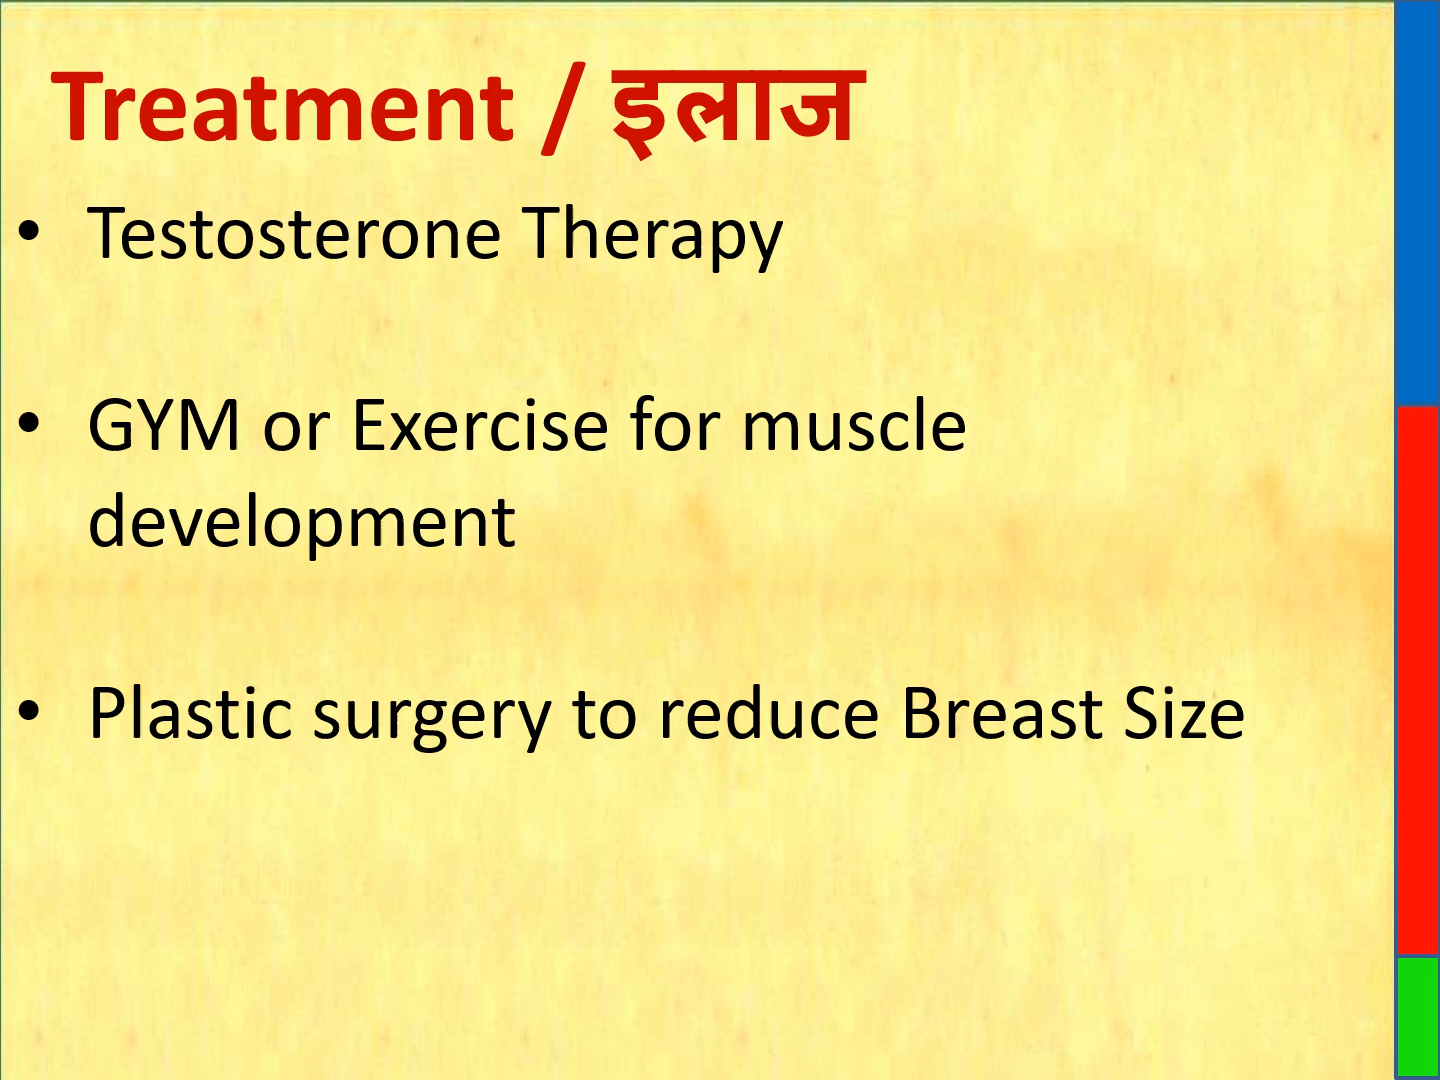 Treatment / इलाज
• Testosterone Therapy
• GYM or Exercise for muscle
development
• Plastic surgery to reduce Breast Size